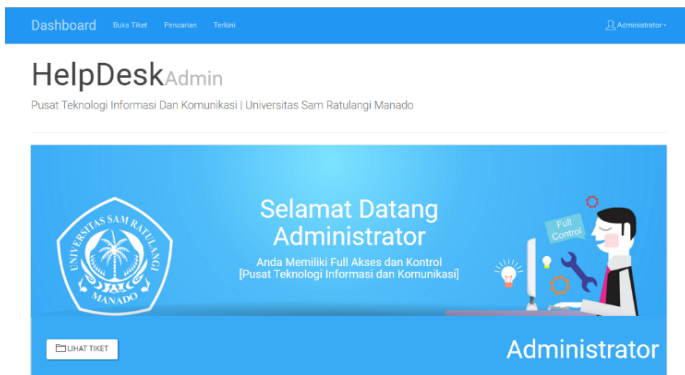 Dashboard Buka Tiket Pencarian Terkini Administrator
HelpDeskAdmin
Pusat Teknologi Informasi Dan Komunikasi | Universitas Sam Ratulangi Manado
UNIVERSITAS SAM RATULANGI
MANADO
Selamat Datang
Administrator
Anda Memiliki Full Akses dan Kontrol
[Pusat Teknologi Informasi dan Komunikasi]
Full
Control
LIHAT TIKET
Administrator